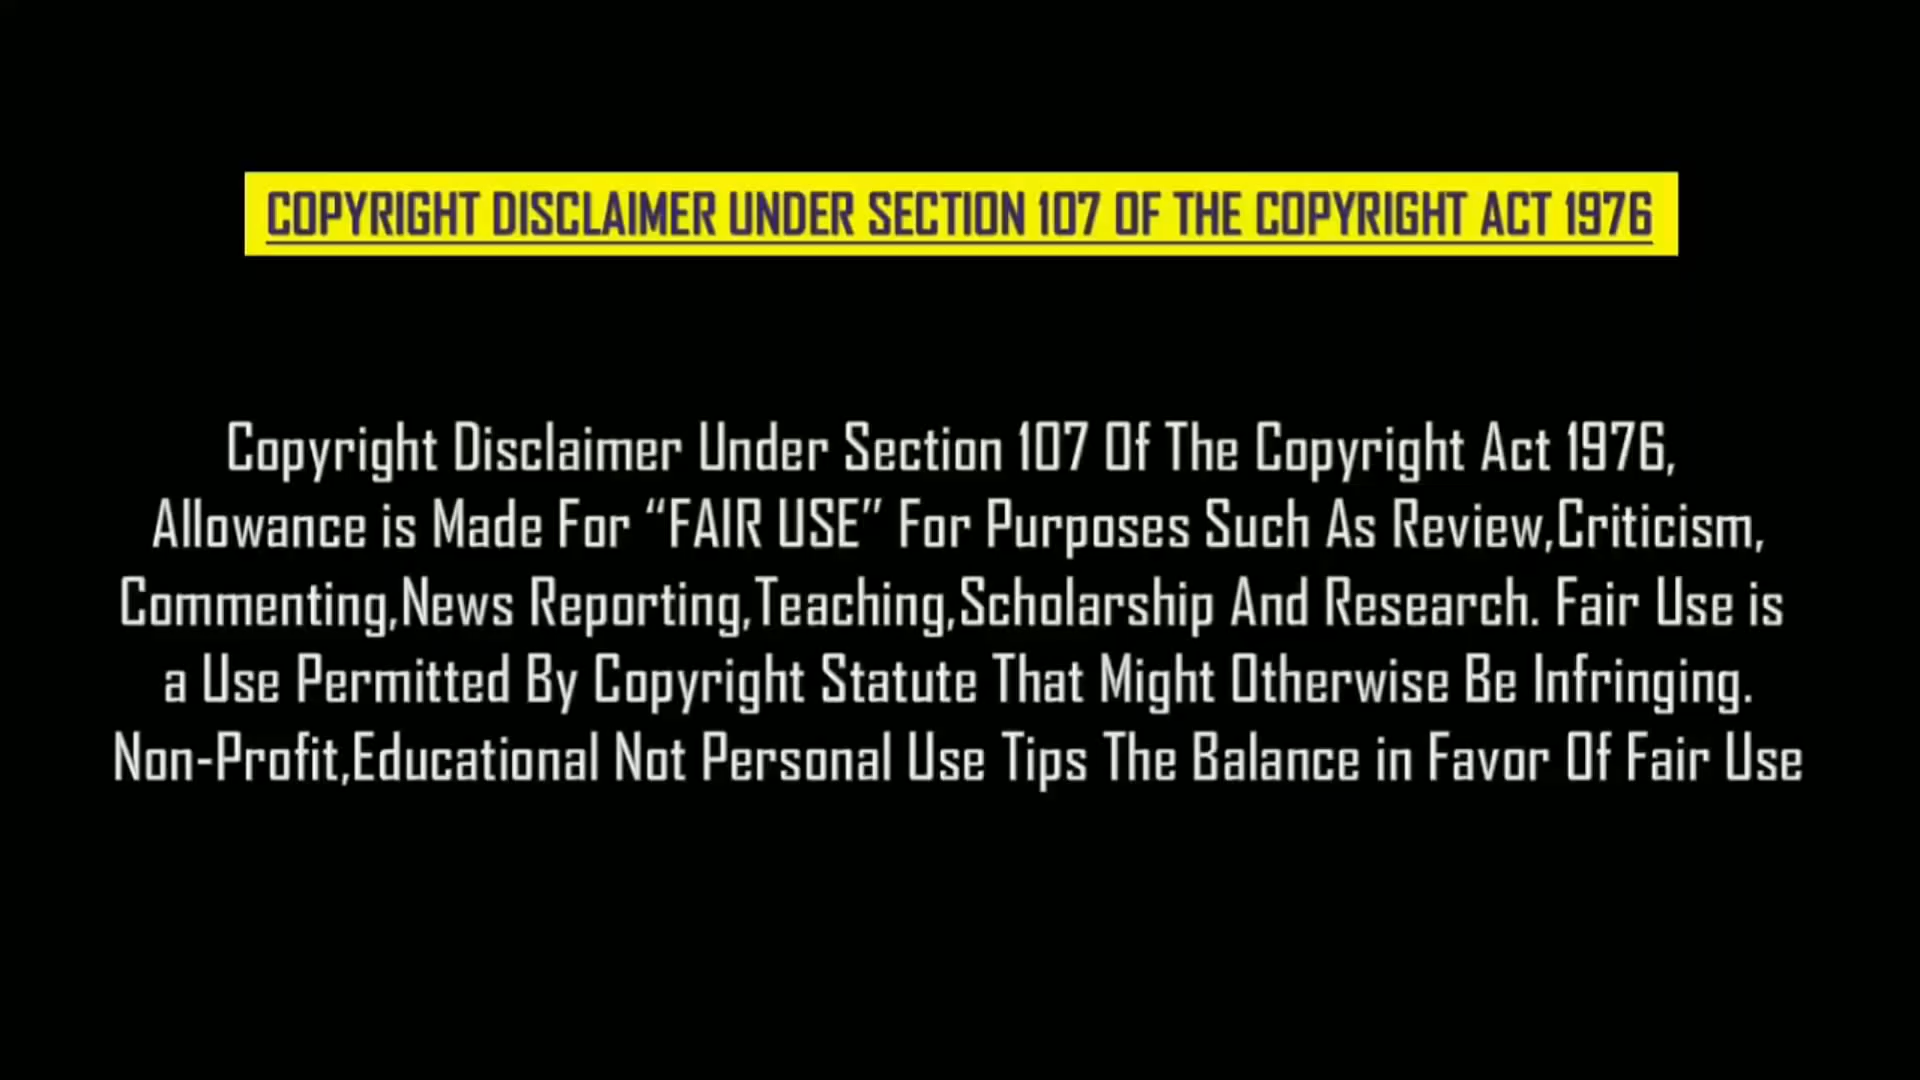 COPYRIGHT DISCLAIMER UNDER SECTION 107 OF THE COPYRIGHT ACT 1976
Copyright Disclaimer Under Section 107 Of The Copyright Act 1976,
Allowance is Made For “FAIR USE” For Purposes Such As Review,Criticism,
Commenting,News Reporting,Teaching,Scholarship And Research. Fair Use is
a Use Permitted By Copyright Statute That Might Otherwise Be Infringing.
Non-Profit,Educational Not Personal Use Tips The Balance in Favor Of Fair Use